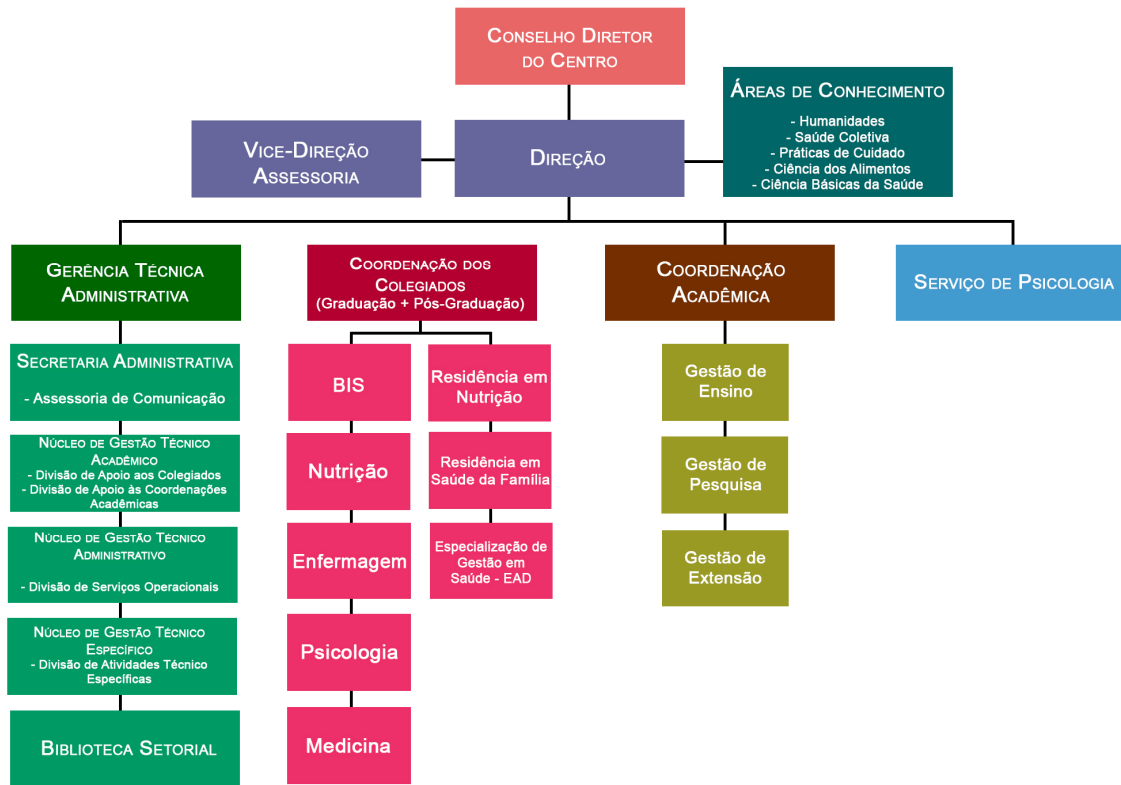 Conselho Diretor
do Centro
Áreas de Conhecimento
- Humanidades
- Saúde Coletiva
- Práticas de Cuidado
- Ciência dos Alimentos
- Ciência Básicas da Saúde
Vice-Direção
Assessoria
Direção
Gerência Técnica
Administrativa
Coordenação dos
Colegiados
(Graduação + Pós-Graduação)
Coordenação
Acadêmica
Serviço de Psicologia
Secretaria Administrativa
- Assessoria de Comunicação
Núcleo de Gestão Técnico
Acadêmico
- Divisão de Apoio aos Colegiados
- Divisão de Apoio às Coordenações
Acadêmicas
Núcleo de Gestão Técnico
Administrativo
- Divisão de Serviços Operacionais
Núcleo de Gestão Técnico
Específico
- Divisão de Atividades Técnico
Específicas
Biblioteca Setorial
BIS
Nutrição
Enfermagem
Psicologia
Medicina
Residência em
Nutrição
Residência em
Saúde da Família
Especialização de
Gestão em
Saúde - EAD
Gestão de
Ensino
Gestão de
Pesquisa
Gestão de
Extensão